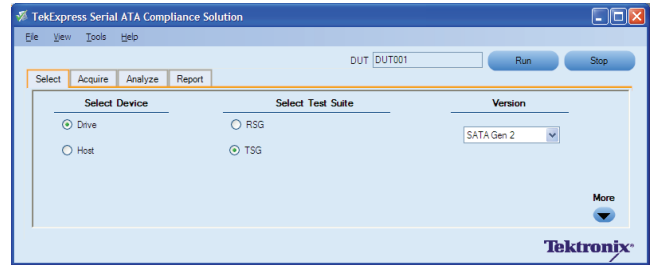 TekExpress Serial ATA Compliance Solution
File View Tools Help
DUT DUT001 Run Stop
Select Acquire Analyze Report
Select Device Select Test Suite Version
Drive RSG SATA Gen 2
Host TSG
More
Tektronix